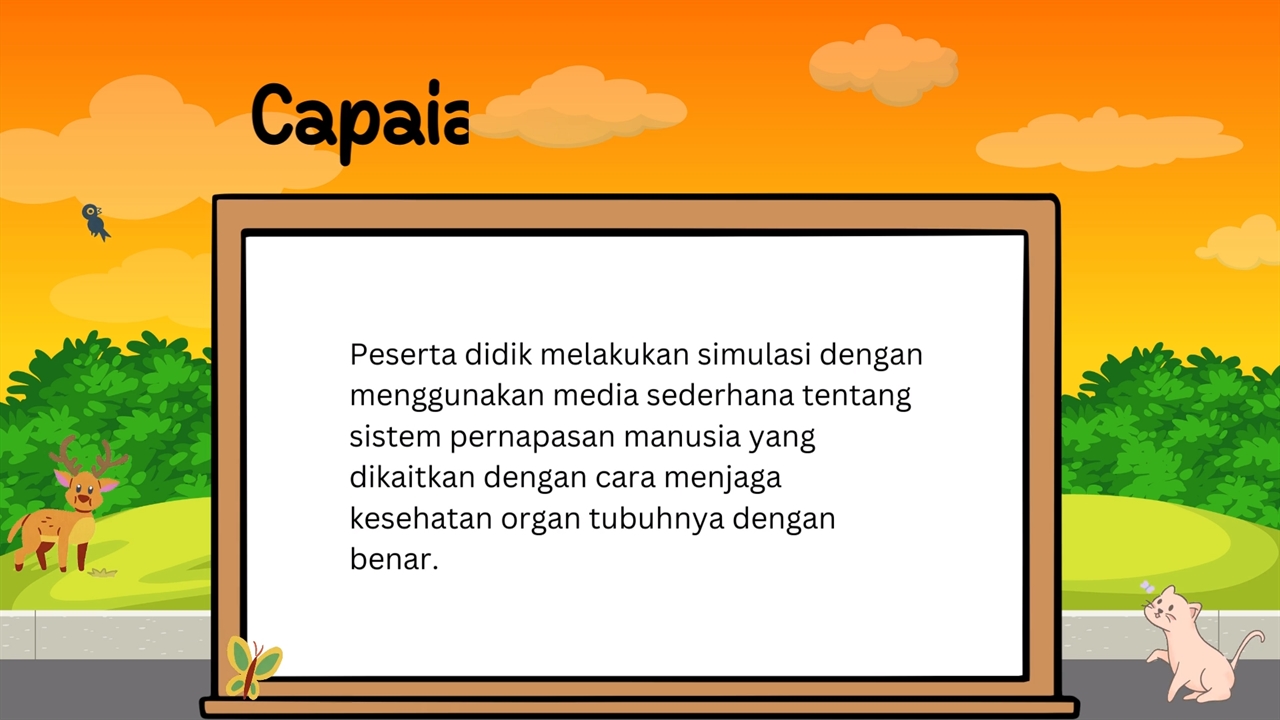 Capaia
Peserta didik melakukan simulasi dengan
menggunakan media sederhana tentang
sistem pernapasan manusia yang
dikaitkan dengan cara menjaga
kesehatan organ tubuhnya dengan
benar.